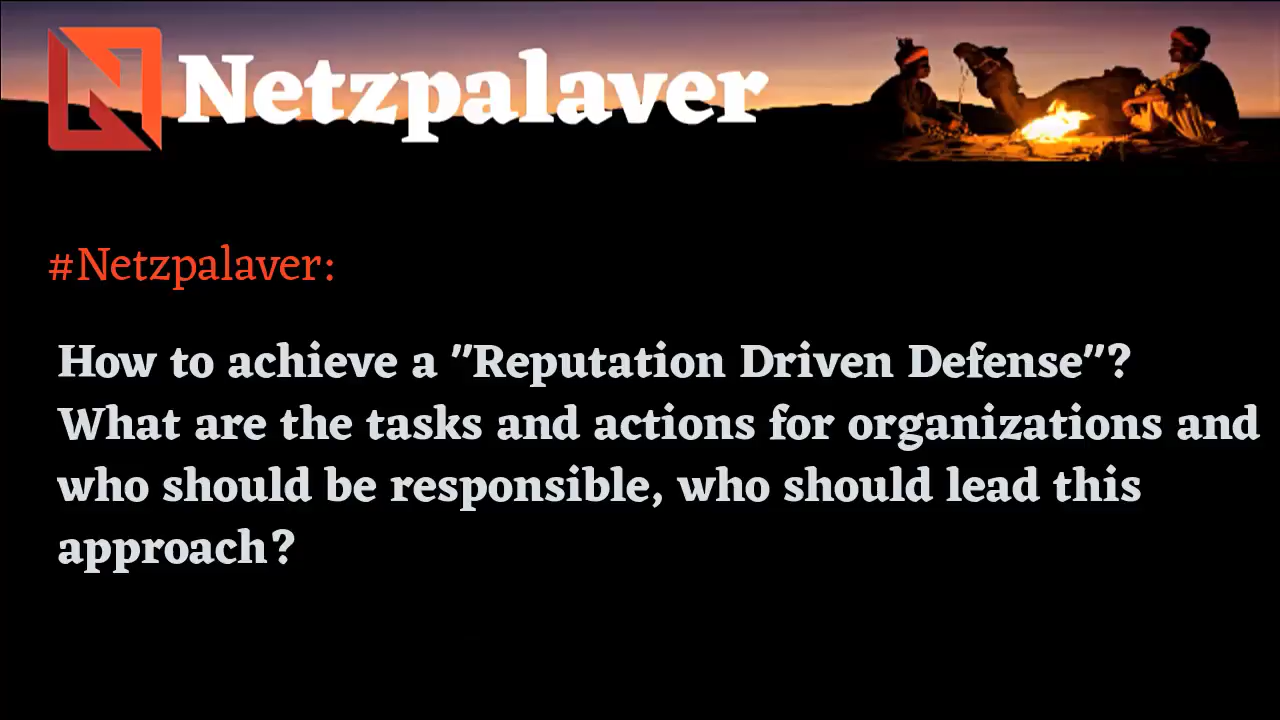 Netzpalaver
#Netzpalaver:
How to achieve a "Reputation Driven Defense"?
What are the tasks and actions for organizations and
who should be responsible, who should lead this
approach?